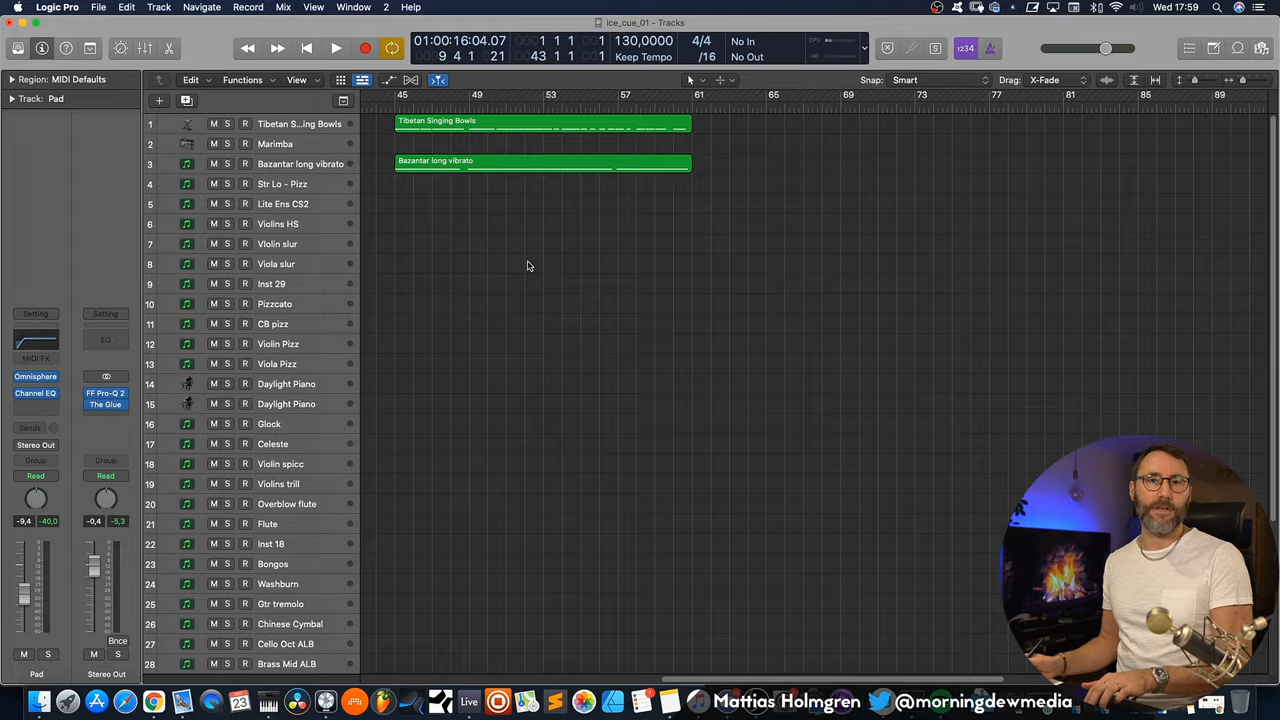 Logic Pro File Edit Track Navigate Record Mix View Window 2 Help
Wed 17:59
ice_cue_01 - Tracks
01:00:16:04.07
9 4 1 21
1 1 1 1
43 1 1 1
130,0000
Keep Tempo
4/4
/16
No In
No Out
CPU
HD
1234
Region: MIDI Defaults
Edit Functions View
Snap: Smart
Drag: X-Fade
Track: Pad
45 49 53 57 61 65 69 73 77 81 85 89
1 M S R Tibetan S...ing Bowls
2 M S R Marimba
3 M S R Bazantar long vibrato
4 M S R Str Lo - Pizz
5 M S R Lite Ens CS2
6 M S R Violins HS
7 M S R VIolin slur
8 M S R Viola slur
9 M S R Inst 29
10 M S R Pizzcato
11 M S R CB pizz
12 M S R Violin Pizz
13 M S R Viola Pizz
14 M S R Daylight Piano
15 M S R Daylight Piano
16 M S R Glock
17 M S R Celeste
18 M S R Violin spicc
19 M S R Violins trill
20 M S R Overblow flute
21 M S R Flute
22 M S R Inst 18
23 M S R Bongos
24 M S R Washburn
25 M S R Gtr tremolo
26 M S R Chinese Cymbal
27 M S R Cello Oct ALB
28 M S R Brass Mid ALB
Tibetan Singing Bowls
Bazantar long vibrato
Setting Setting
EQ
MIDI FX
Omnisphere
Channel EQ FF Pro-Q 2
The Glue
Sends
Stereo Out
Group Group
Read Read
-9,4 -40,0 -0,4 -5,3
Bnce
M S M S
Pad Stereo Out
23
Live
Mattias Holmgren @morningdewmedia